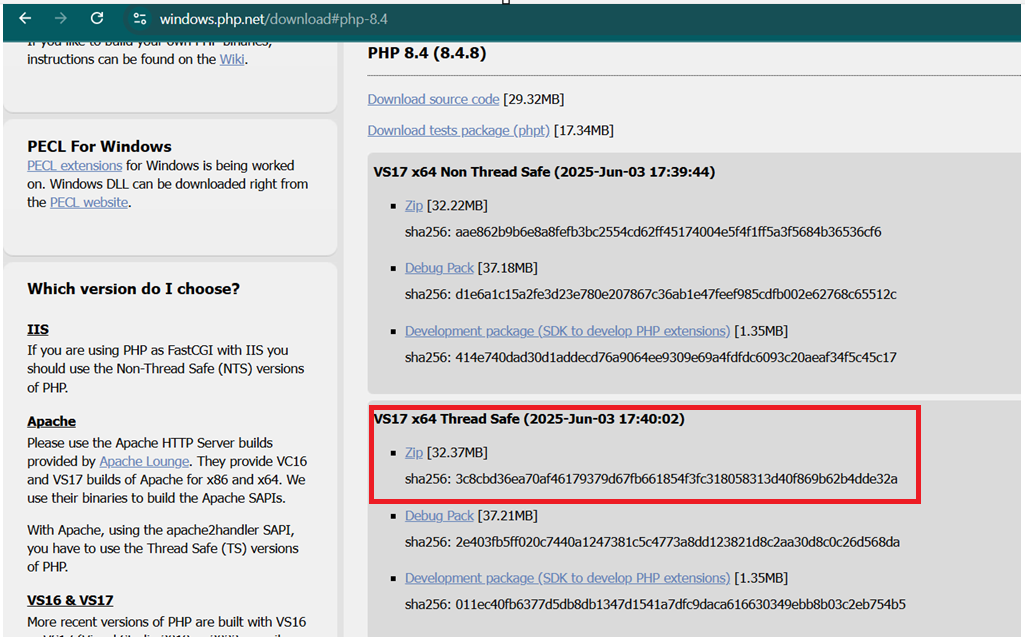 windows.php.net/download#php-8.4
If you like to build your own PHP binaries,
instructions can be found on the Wiki.
PECL For Windows
PECL extensions for Windows is being worked
on. Windows DLL can be downloaded right from
the PECL website.
Which version do I choose?
IIS
If you are using PHP as FastCGI with IIS you
should use the Non-Thread Safe (NTS) versions
of PHP.
Apache
Please use the Apache HTTP Server builds
provided by Apache Lounge. They provide VC16
and VS17 builds of Apache for x86 and x64. We
use their binaries to build the Apache SAPIs.
With Apache, using the apache2handler SAPI,
you have to use the Thread Safe (TS) versions
of PHP.
VS16 & VS17
More recent versions of PHP are built with VS16
PHP 8.4 (8.4.8)
Download source code [29.32MB]
Download tests package (phpt) [17.34MB]
VS17 x64 Non Thread Safe (2025-Jun-03 17:39:44)
Zip [32.22MB]
sha256: aae862b9b6e8a8fefb3bc2554cd62ff45174004e5f4f1ff5a3f5684b36536cf6
Debug Pack [37.18MB]
sha256: d1e6a1c15a2fe3d23e780e207867c36ab1e47feef985cdfb002e62768c65512c
Development package (SDK to develop PHP extensions) [1.35MB]
sha256: 414e740dad30d1addecd76a9064ee9309e69a4fdfdc6093c20aeaf34f5c45c17
VS17 x64 Thread Safe (2025-Jun-03 17:40:02)
Zip [32.37MB]
sha256: 3c8cbd36ea70af46179379d67fb661854f3fc318058313d40f869b62b4dde32a
Debug Pack [37.21MB]
sha256: 2e403fb5ff020c7440a1247381c5c4773a8dd123821d8c2aa30d8c0c26d568da
Development package (SDK to develop PHP extensions) [1.35MB]
sha256: 011ec40fb6377d5db8db1347d1541a7dfc9daca616630349ebb8b03c2eb754b5